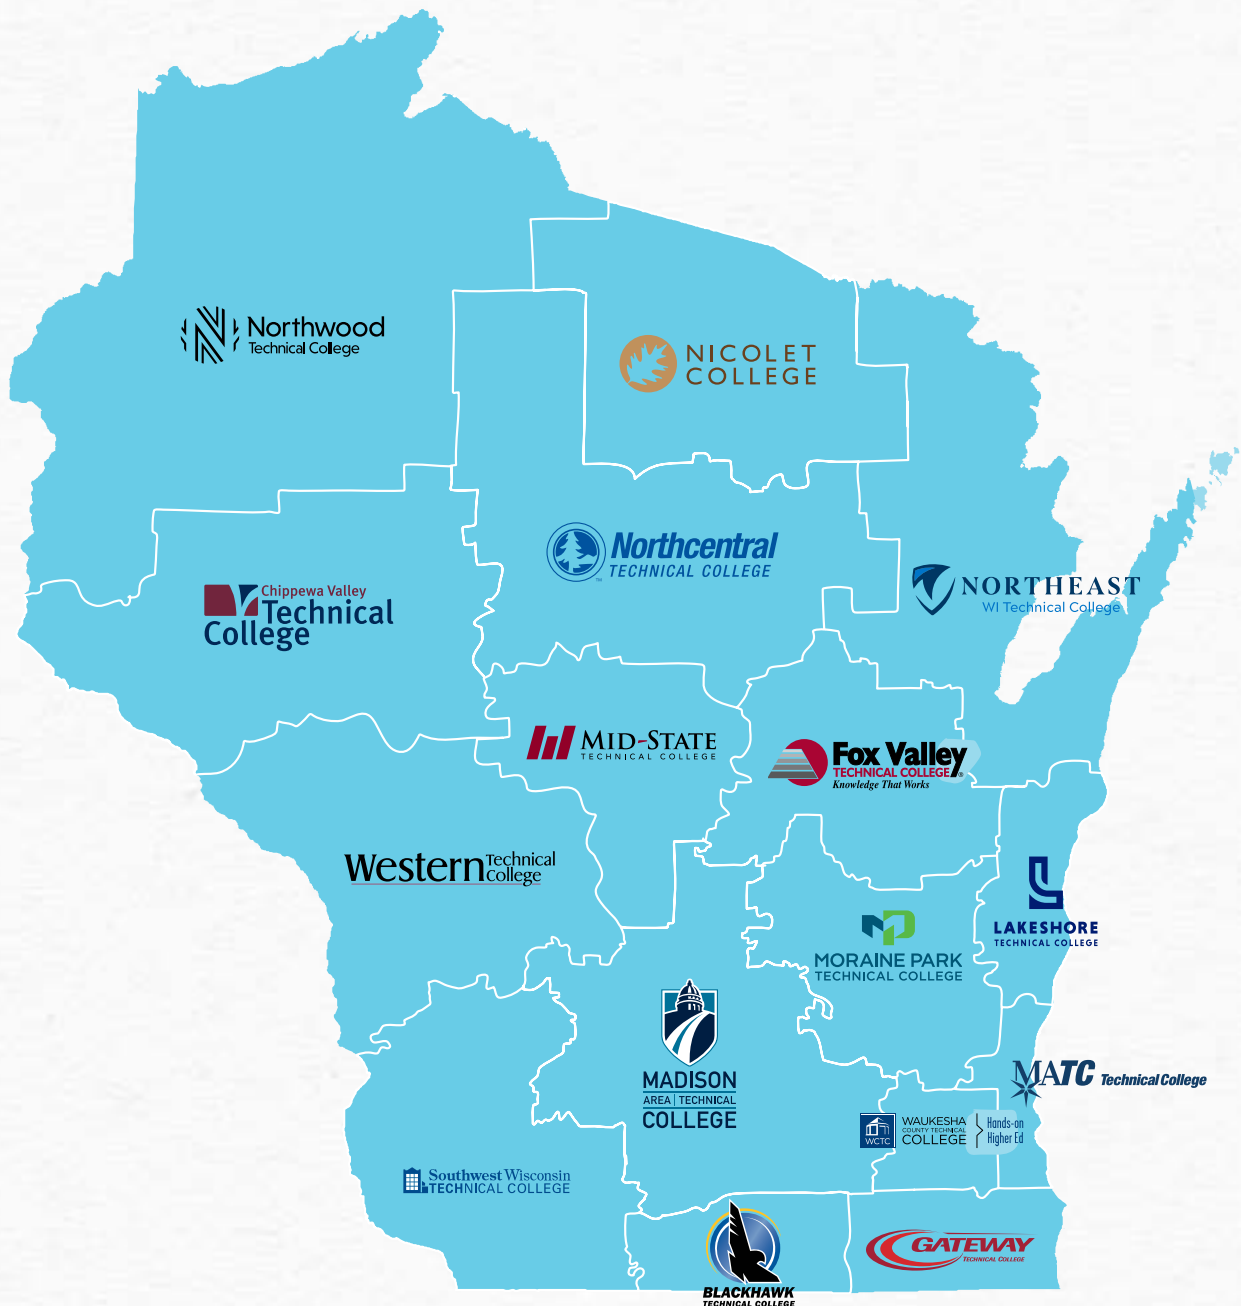 Northwood
Technical College
NICOLET
COLLEGE
Northcentral
TECHNICAL COLLEGE
™
NORTHEAST
WI Technical College
Chippewa Valley
Technical
College
MID-STATE
TECHNICAL COLLEGE
Fox Valley
TECHNICAL COLLEGE®
Knowledge That Works
Western Technical
College
LAKESHORE
TECHNICAL COLLEGE
MORAINE PARK
TECHNICAL COLLEGE
MADISON
AREA | TECHNICAL
COLLEGE
MATC Technical College
WCTC
WAUKESHA
COUNTY TECHNICAL
COLLEGE
Hands-on
Higher Ed
Southwest Wisconsin
TECHNICAL COLLEGE
BLACKHAWK
TECHNICAL COLLEGE
GATEWAY
TECHNICAL COLLEGE